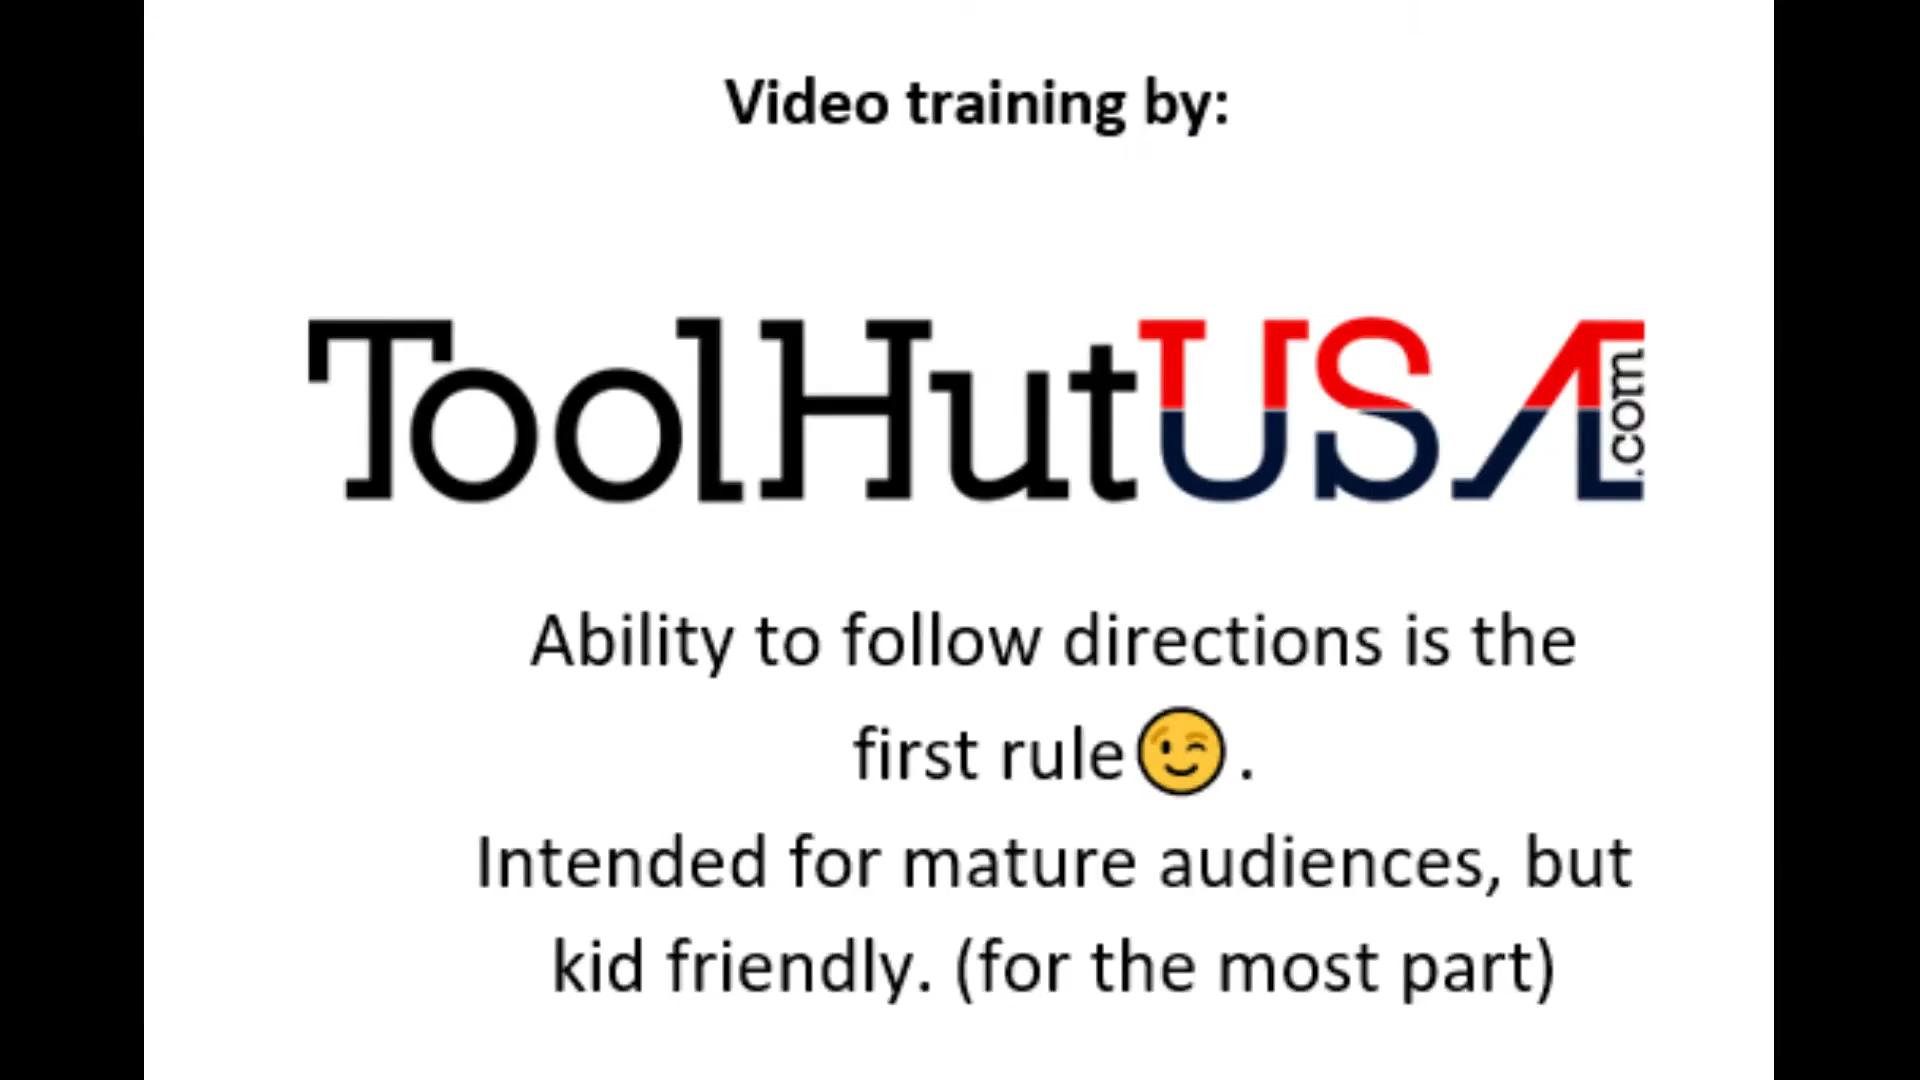 Video training by:
ToolHutUSA.com
Ability to follow directions is the
first rule😉.
Intended for mature audiences, but
kid friendly. (for the most part)